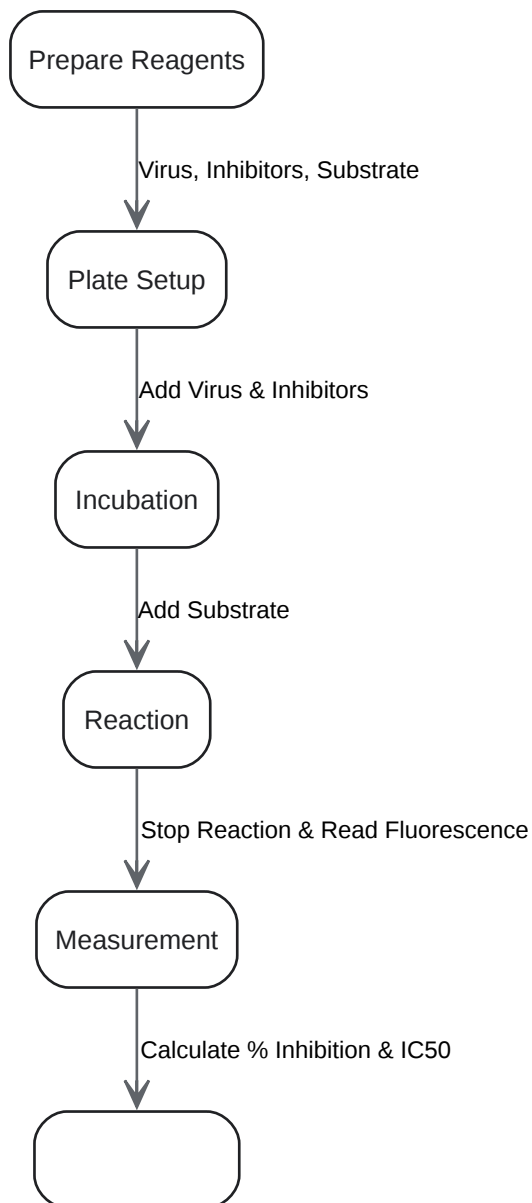 Prepare Reagents
Virus, Inhibitors, Substrate
Plate Setup
Add Virus & Inhibitors
Incubation
Add Substrate
Reaction
Stop Reaction & Read Fluorescence
Measurement
Calculate % Inhibition & IC50